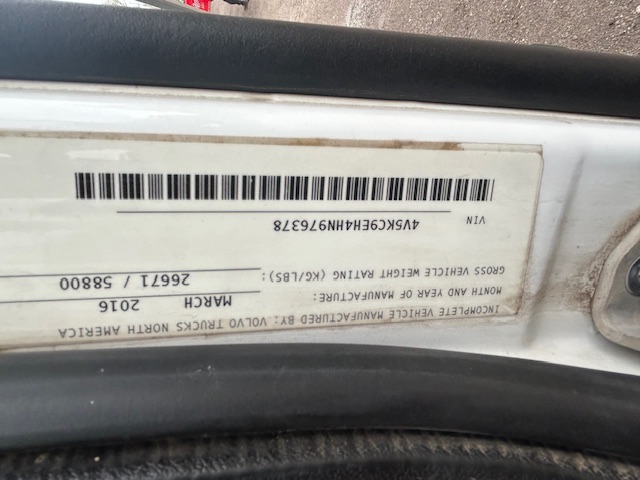 INCOMPLETE VEHICLE MANUFACTURED BY: VOLVO TRUCKS NORTH AMERICA
MONTH AND YEAR OF MANUFACTURE: MARCH 2016
GROSS VEHICLE WEIGHT RATING (KG/LBS): 26671 / 58800
VIN 4V5KC9EH4HN976378